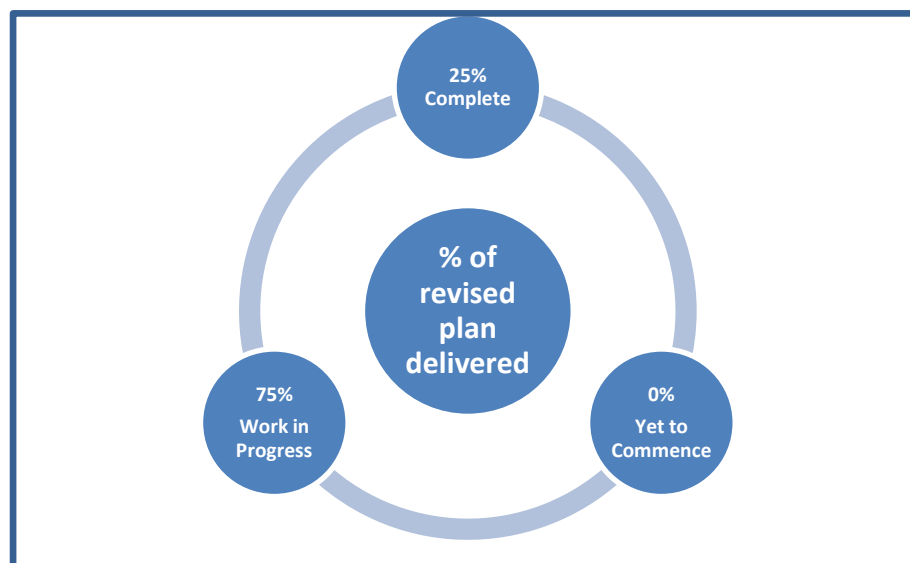 25%
Complete
% of
revised
plan
delivered
75%
Work in
Progress
0%
Yet to
Commence